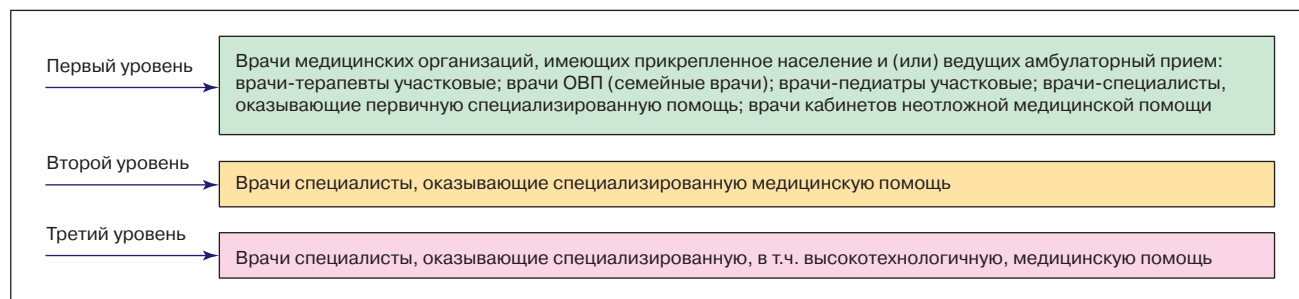 Первый уровень
Врачи медицинских организаций, имеющих прикрепленное население и (или) ведущих амбулаторный прием:
врачи-терапевты участковые; врачи ОВП (семейные врачи); врачи-педиатры участковые; врачи-специалисты,
оказывающие первичную специализированную помощь; врачи кабинетов неотложной медицинской помощи
Второй уровень
Врачи специалисты, оказывающие специализированную медицинскую помощь
Третий уровень
Врачи специалисты, оказывающие специализированную, в т.ч. высокотехнологичную, медицинскую помощь